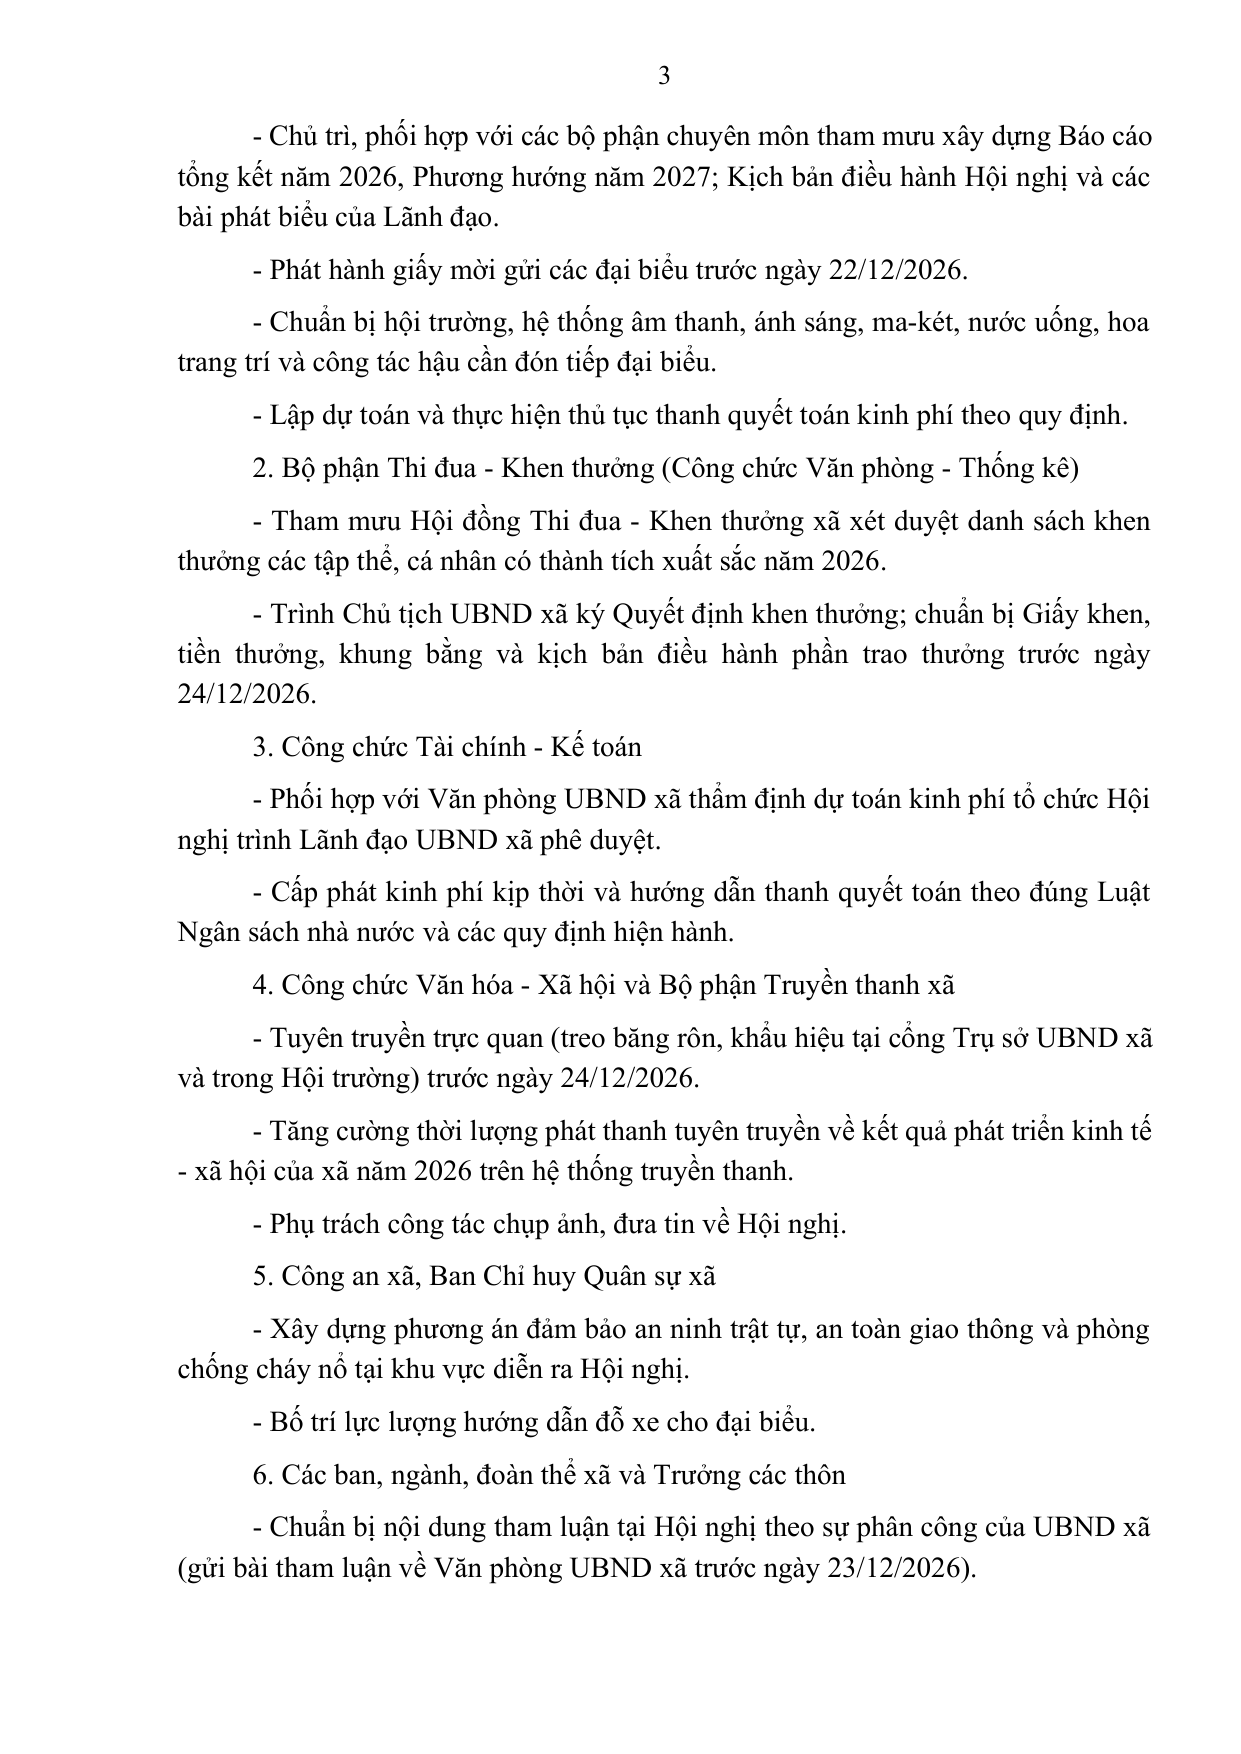 3
- Chủ trì, phối hợp với các bộ phận chuyên môn tham mưu xây dựng Báo cáo
tổng kết năm 2026, Phương hướng năm 2027; Kịch bản điều hành Hội nghị và các
bài phát biểu của Lãnh đạo.
- Phát hành giấy mời gửi các đại biểu trước ngày 22/12/2026.
- Chuẩn bị hội trường, hệ thống âm thanh, ánh sáng, ma-két, nước uống, hoa
trang trí và công tác hậu cần đón tiếp đại biểu.
- Lập dự toán và thực hiện thủ tục thanh quyết toán kinh phí theo quy định.
2. Bộ phận Thi đua - Khen thưởng (Công chức Văn phòng - Thống kê)
- Tham mưu Hội đồng Thi đua - Khen thưởng xã xét duyệt danh sách khen
thưởng các tập thể, cá nhân có thành tích xuất sắc năm 2026.
- Trình Chủ tịch UBND xã ký Quyết định khen thưởng; chuẩn bị Giấy khen,
tiền thưởng, khung bằng và kịch bản điều hành phần trao thưởng trước ngày
24/12/2026.
3. Công chức Tài chính - Kế toán
- Phối hợp với Văn phòng UBND xã thẩm định dự toán kinh phí tổ chức Hội
nghị trình Lãnh đạo UBND xã phê duyệt.
- Cấp phát kinh phí kịp thời và hướng dẫn thanh quyết toán theo đúng Luật
Ngân sách nhà nước và các quy định hiện hành.
4. Công chức Văn hóa - Xã hội và Bộ phận Truyền thanh xã
- Tuyên truyền trực quan (treo băng rôn, khẩu hiệu tại cổng Trụ sở UBND xã
và trong Hội trường) trước ngày 24/12/2026.
- Tăng cường thời lượng phát thanh tuyên truyền về kết quả phát triển kinh tế
- xã hội của xã năm 2026 trên hệ thống truyền thanh.
- Phụ trách công tác chụp ảnh, đưa tin về Hội nghị.
5. Công an xã, Ban Chỉ huy Quân sự xã
- Xây dựng phương án đảm bảo an ninh trật tự, an toàn giao thông và phòng
chống cháy nổ tại khu vực diễn ra Hội nghị.
- Bố trí lực lượng hướng dẫn đỗ xe cho đại biểu.
6. Các ban, ngành, đoàn thể xã và Trưởng các thôn
- Chuẩn bị nội dung tham luận tại Hội nghị theo sự phân công của UBND xã
(gửi bài tham luận về Văn phòng UBND xã trước ngày 23/12/2026).